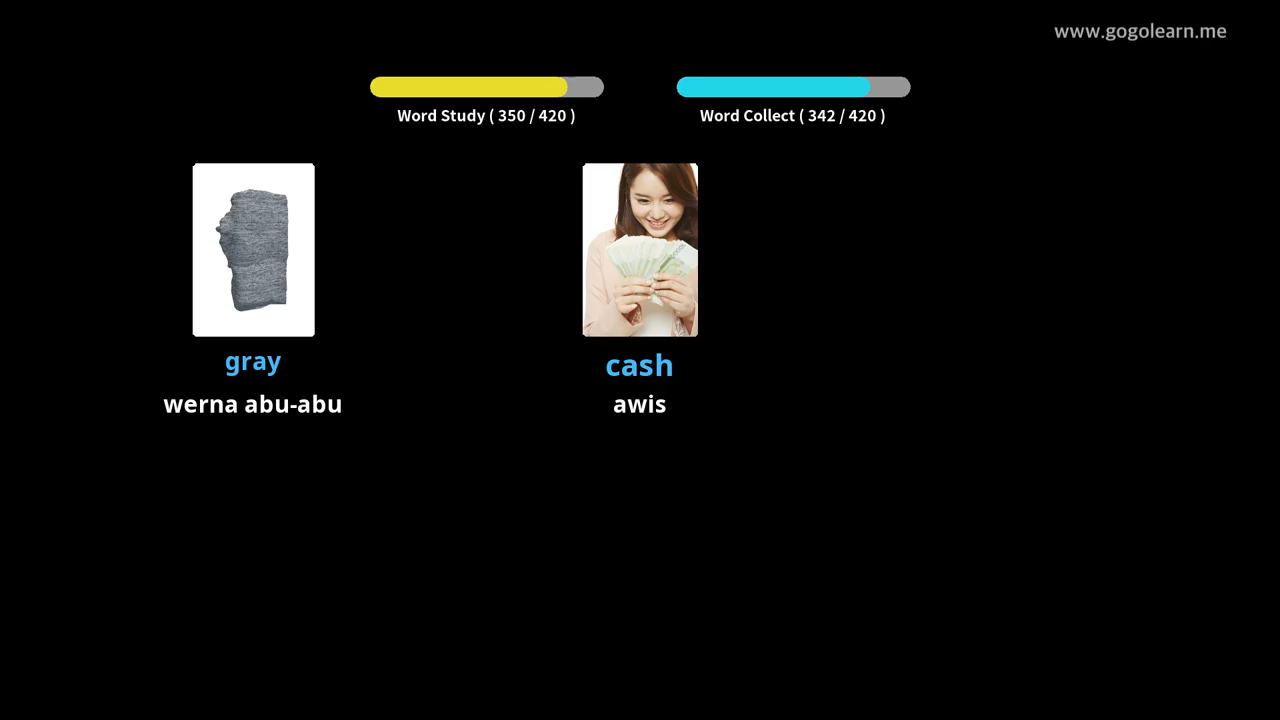 www.gogolearn.me
Word Study ( 350 / 420 )
Word Collect ( 342 / 420 )
gray
werna abu-abu
cash
awis